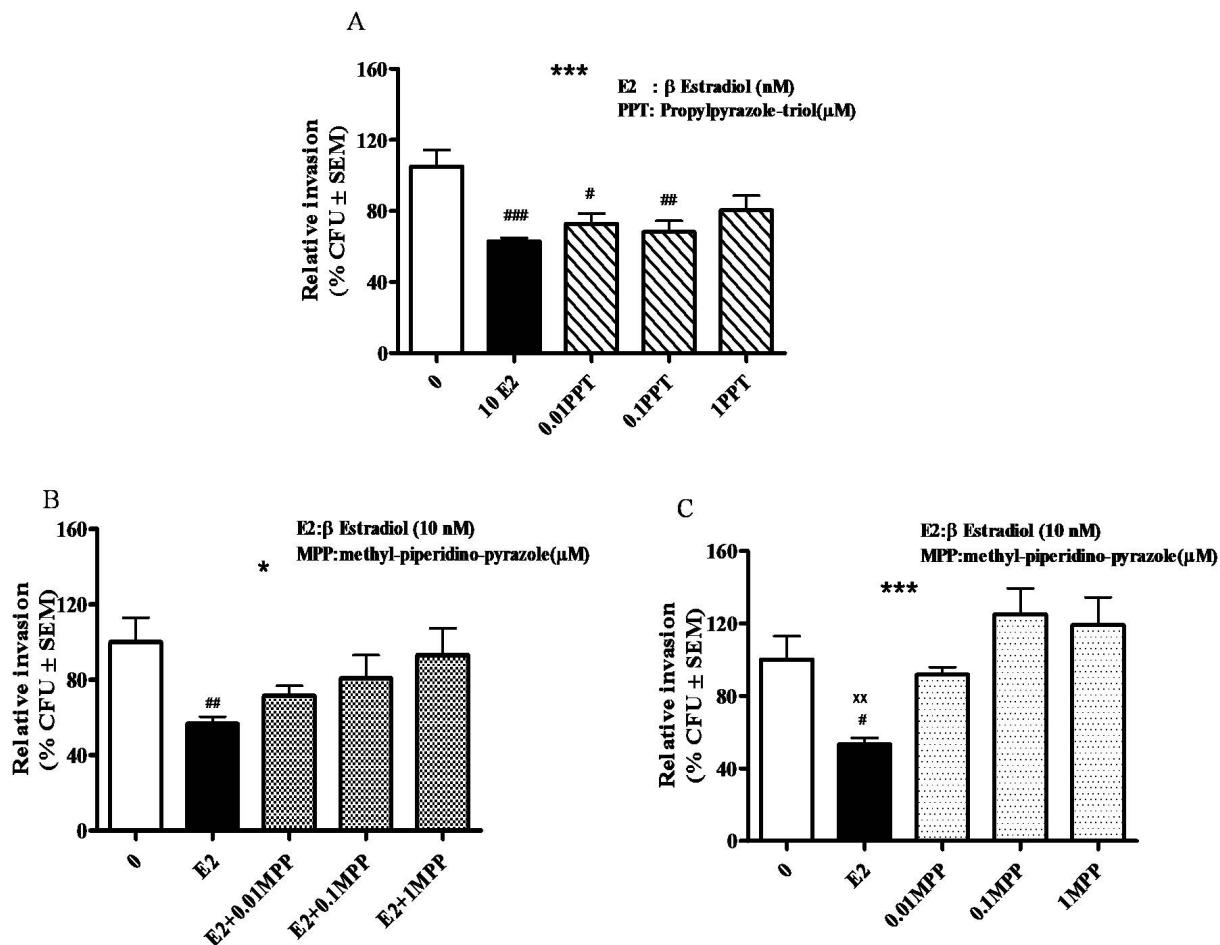 A
***
E2 : β Estradiol (nM)
PPT: Propylpyrazole-triol(µM)
Relative invasion
(% CFU ± SEM)
160
120
80
40
0
###
#
##
0
10 E2
0.01PPT
0.1PPT
1PPT
B
E2:β Estradiol (10 nM)
MPP:methyl-piperidino-pyrazole(µM)
*
Relative invasion
(% CFU ± SEM)
160
120
80
40
0
##
0
E2
E2+0.01MPP
E2+0.1MPP
E2+1MPP
C
E2:β Estradiol (10 nM)
MPP:methyl-piperidino-pyrazole(µM)
***
Relative invasion
(% CFU ± SEM)
160
120
80
40
0
xx
#
0
E2
0.01MPP
0.1MPP
1MPP